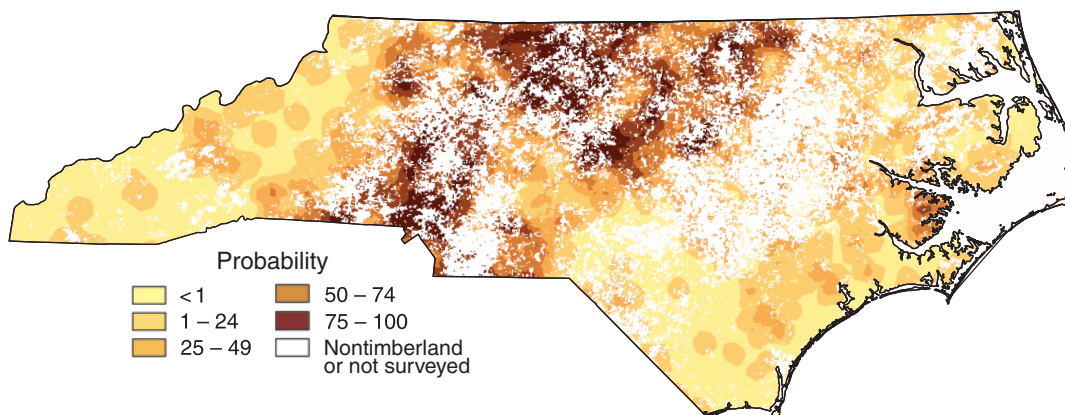 Probability
<1
1 – 24
25 – 49
50 – 74
75 – 100
Nontimberland
or not surveyed